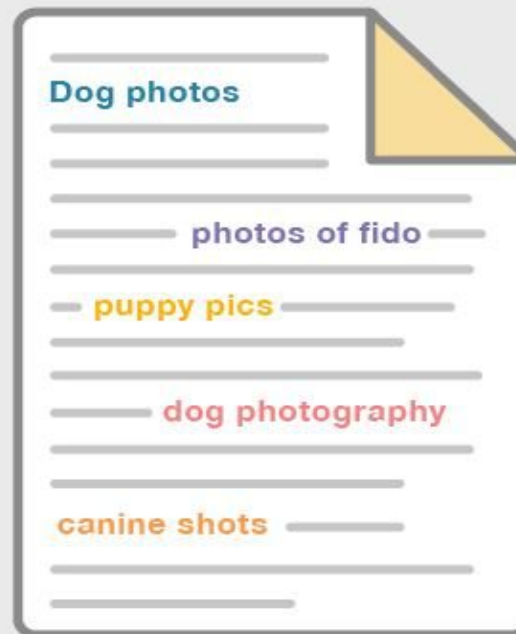 Dog photos
photos of fido
puppy pics
dog photography
canine shots